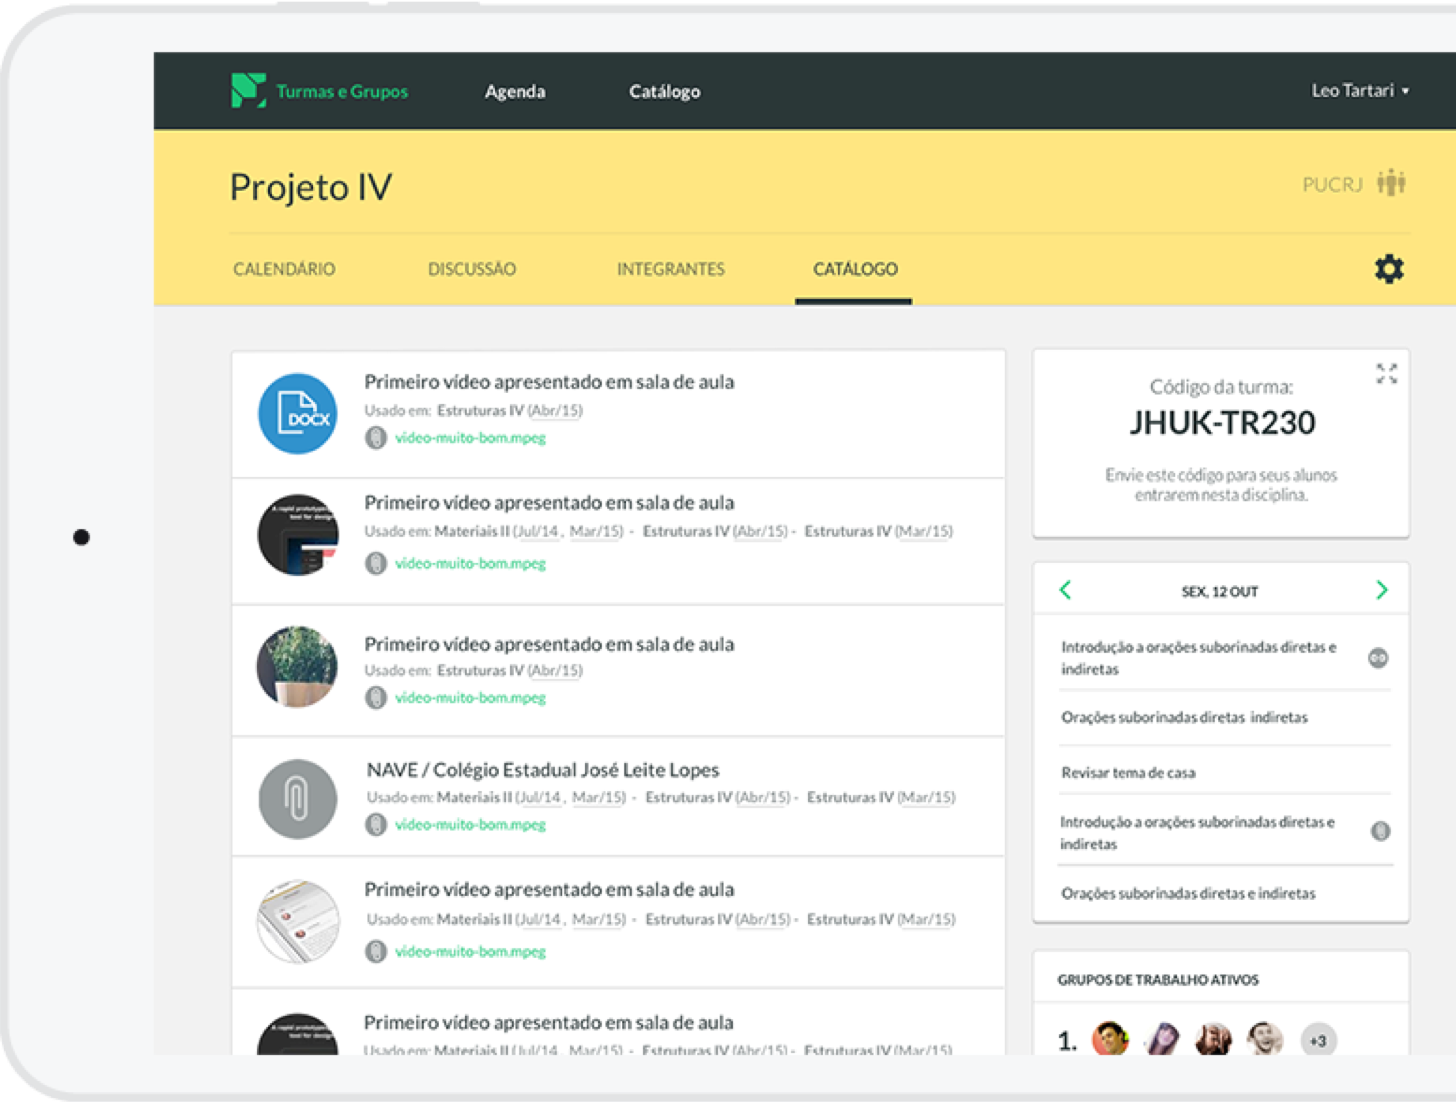 Turmas e Grupos
Agenda
Catálogo
Leo Tartari
Projeto IV
PUCRJ
CALENDÁRIO
DISCUSSÃO
INTEGRANTES
CATÁLOGO
DOCX
Primeiro vídeo apresentado em sala de aula
Usado em: Estruturas IV (Abr/15)
video-muito-bom.mpeg
Primeiro vídeo apresentado em sala de aula
Usado em: Materiais II (Jul/14, Mar/15) - Estruturas IV (Abr/15) - Estruturas IV (Mar/15)
video-muito-bom.mpeg
Primeiro vídeo apresentado em sala de aula
Usado em: Estruturas IV (Abr/15)
video-muito-bom.mpeg
NAVE / Colégio Estadual José Leite Lopes
Usado em: Materiais II (Jul/14, Mar/15) - Estruturas IV (Abr/15) - Estruturas IV (Mar/15)
video-muito-bom.mpeg
Primeiro vídeo apresentado em sala de aula
Usado em: Materiais II (Jul/14, Mar/15) - Estruturas IV (Abr/15) - Estruturas IV (Mar/15)
video-muito-bom.mpeg
Primeiro vídeo apresentado em sala de aula
Usado em: Materiais II (Jul/14, Mar/15) - Estruturas IV (Abr/15) - Estruturas IV (Mar/15)
Código da turma:
JHUK-TR230
Envie este código para seus alunos
entrarem nesta disciplina.
SEX, 12 OUT
Introdução a orações suborinadas diretas e
indiretas
Orações suborinadas diretas indiretas
Revisar tema de casa
Introdução a orações suborinadas diretas e
indiretas
Orações suborinadas diretas e indiretas
GRUPOS DE TRABALHO ATIVOS
1.
+3